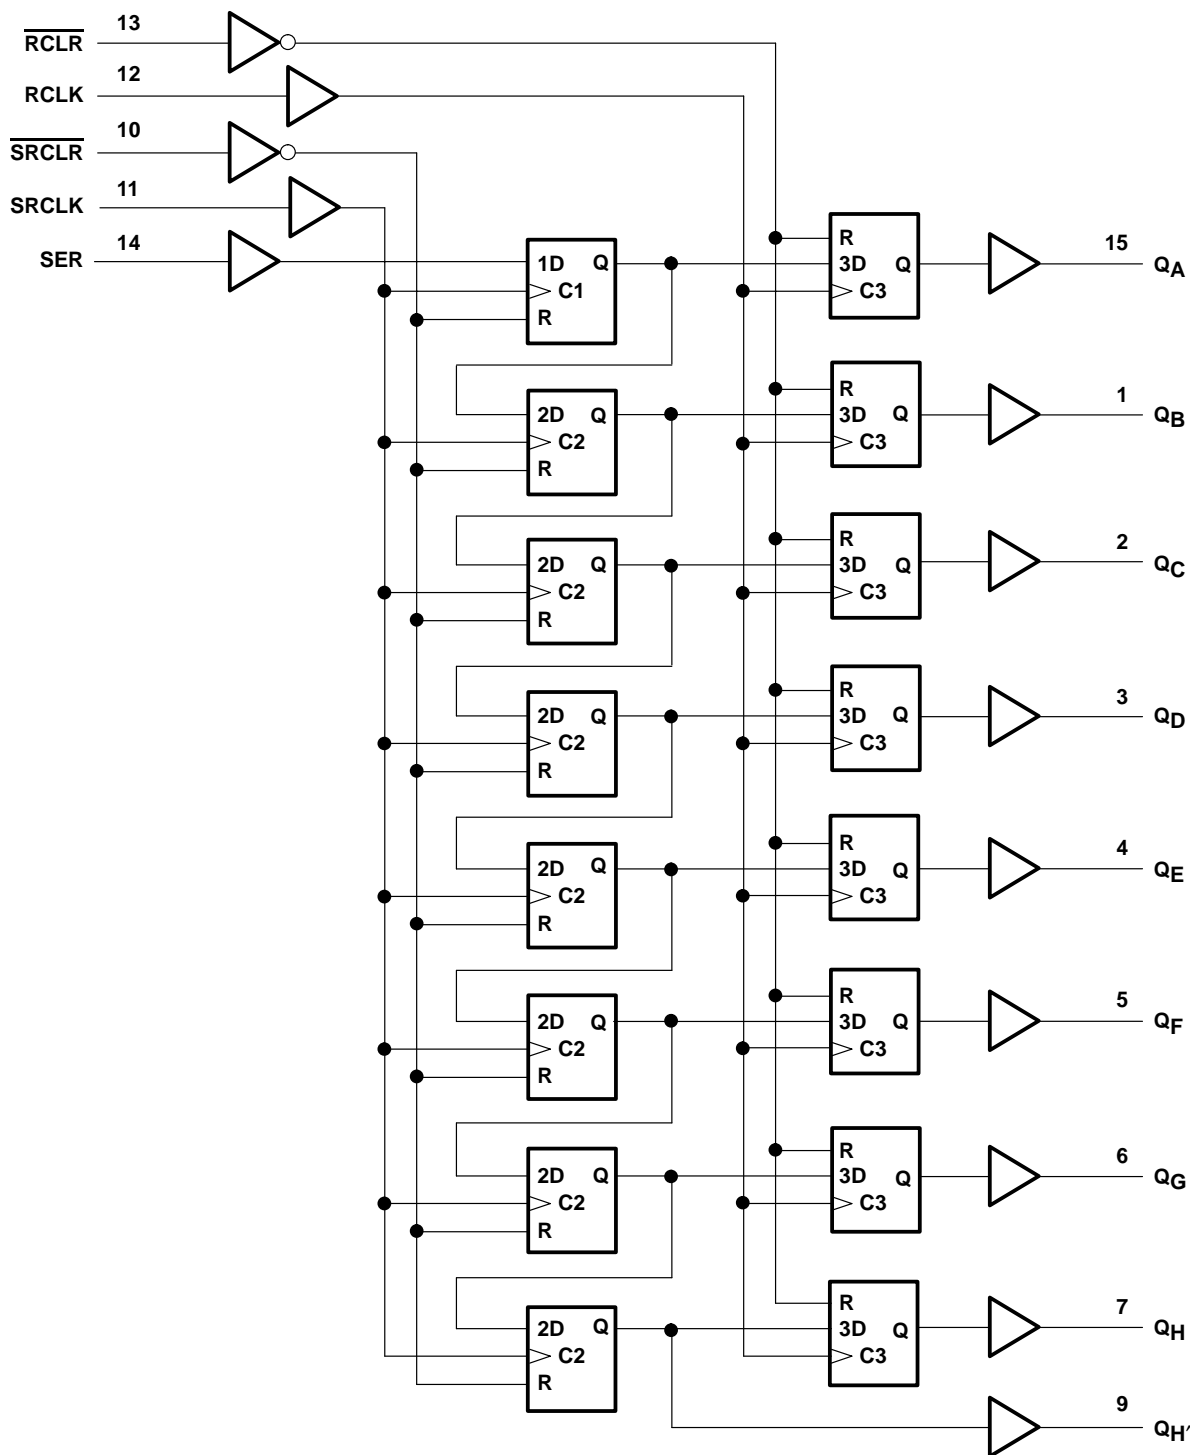 13
RCLR
12
RCLK
10
SRCLR
11
SRCLK
14
SER
1D Q
C1
R
R
3D Q
C3
15
QA
2D Q
C2
R
R
3D Q
C3
1
QB
2D Q
C2
R
R
3D Q
C3
2
QC
2D Q
C2
R
R
3D Q
C3
3
QD
2D Q
C2
R
R
3D Q
C3
4
QE
2D Q
C2
R
R
3D Q
C3
5
QF
2D Q
C2
R
R
3D Q
C3
6
QG
2D Q
C2
R
R
3D Q
C3
7
QH
9
QH′